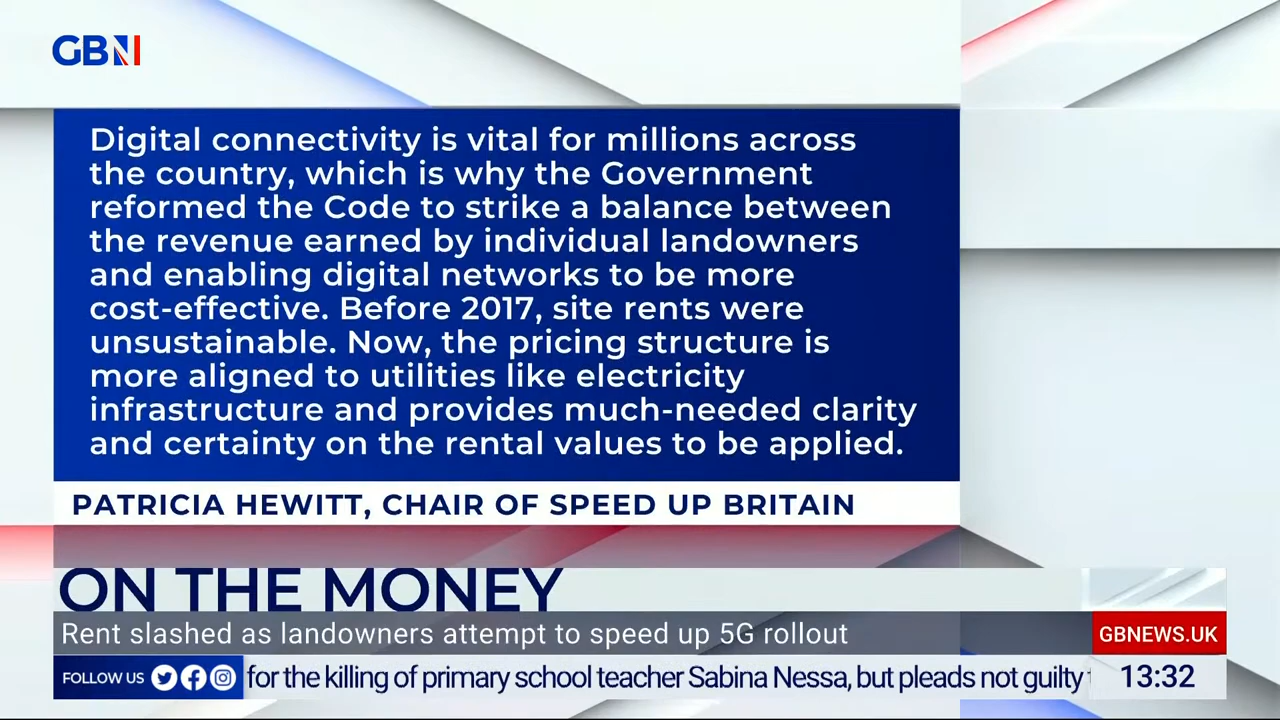 GBN
Digital connectivity is vital for millions across
the country, which is why the Government
reformed the Code to strike a balance between
the revenue earned by individual landowners
and enabling digital networks to be more
cost-effective. Before 2017, site rents were
unsustainable. Now, the pricing structure is
more aligned to utilities like electricity
infrastructure and provides much-needed clarity
and certainty on the rental values to be applied.
PATRICIA HEWITT, CHAIR OF SPEED UP BRITAIN
ON THE MONEY
Rent slashed as landowners attempt to speed up 5G rollout
GBNEWS.UK
FOLLOW US
for the killing of primary school teacher Sabina Nessa, but pleads not guilty
13:32